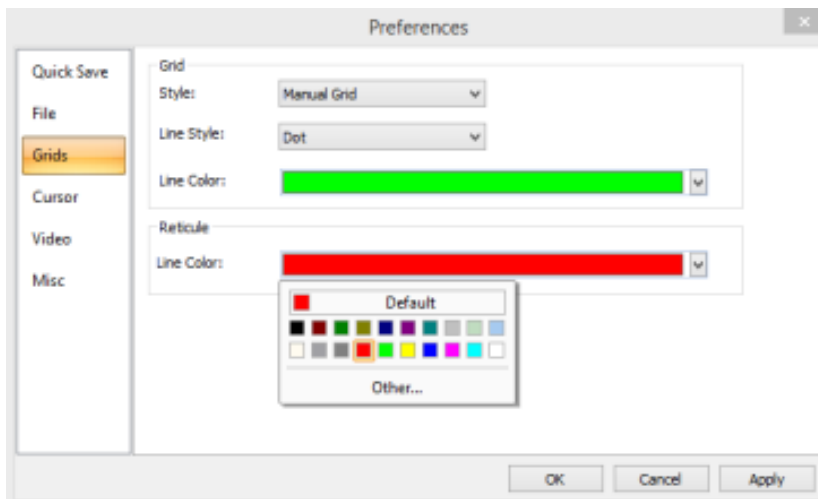 Preferences
Quick Save
File
Grids
Cursor
Video
Misc
Grid
Style: Manual Grid
Line Style: Dot
Line Color:
Reticule
Line Color:
Default
Other...
OK Cancel Apply